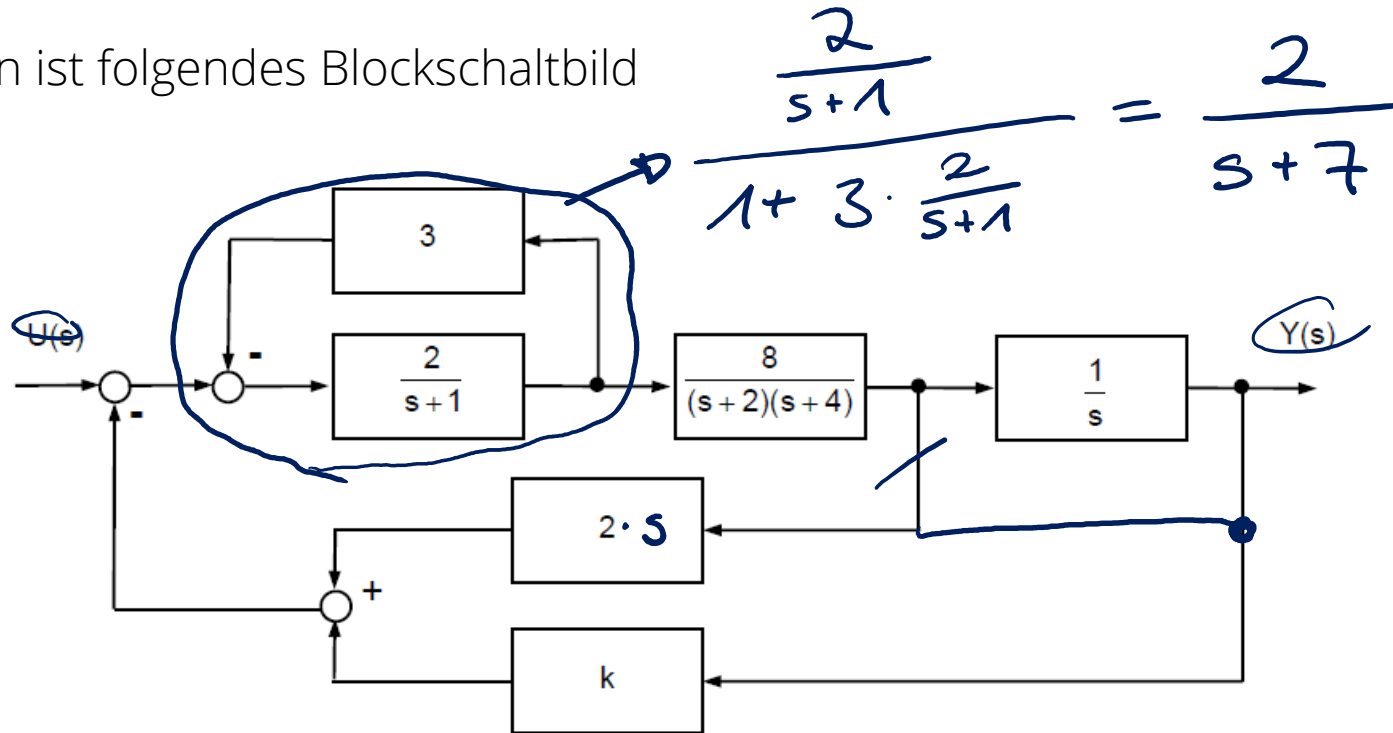 n ist folgendes Blockschaltbild
2
s+1
1+ 3 · 2
s+1
=
2
s+7
3
U(s)
-
2
s+1
8
(s+2)(s+4)
1
s
Y(s)
-
2 · s
+
k